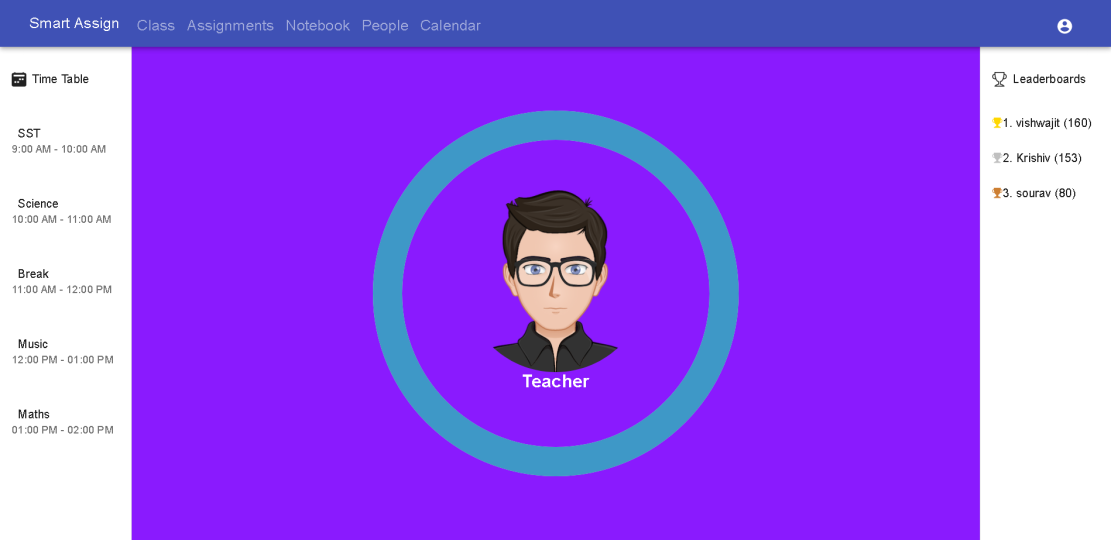 Smart Assign Class Assignments Notebook People Calendar
Time Table
SST
9:00 AM - 10:00 AM
Science
10:00 AM - 11:00 AM
Break
11:00 AM - 12:00 PM
Music
12:00 PM - 01:00 PM
Maths
01:00 PM - 02:00 PM
Teacher
Leaderboards
1. vishwajit (160)
2. Krishiv (153)
3. sourav (80)